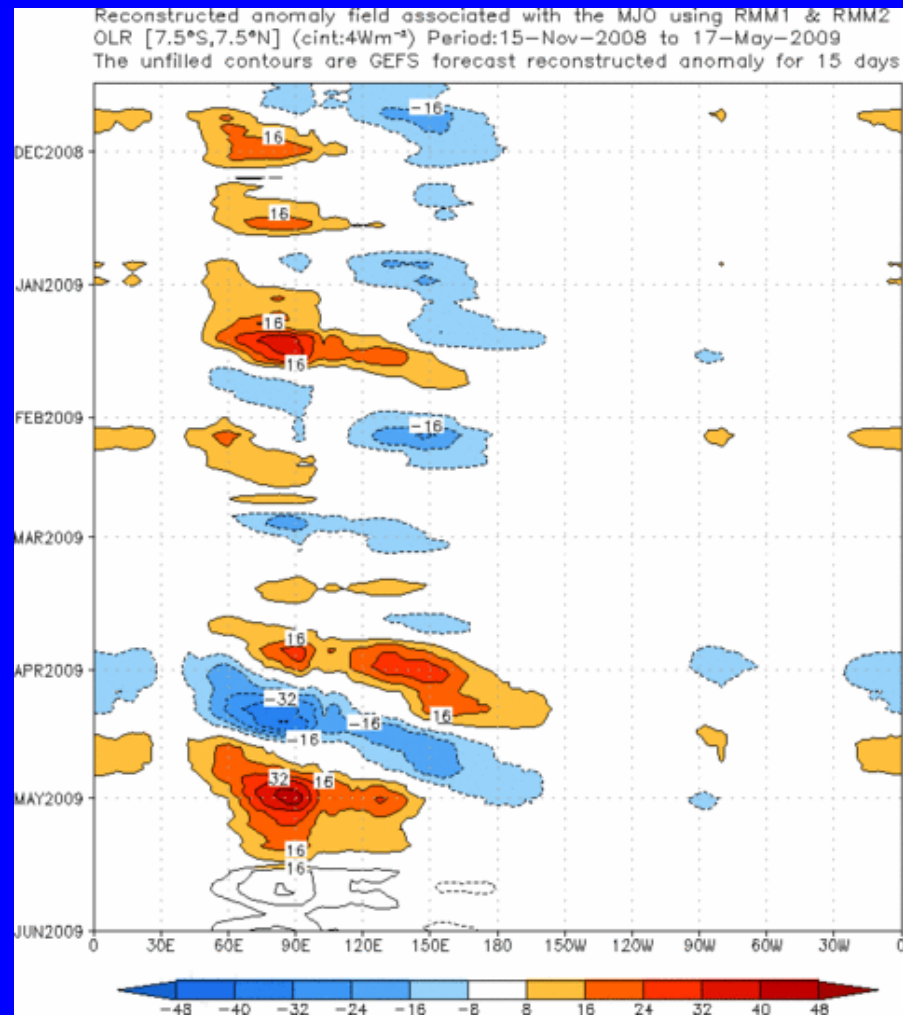 Reconstructed anomaly field associated with the MJO using RMM1 & RMM2
OLR [7.5°S,7.5°N] (cint:4Wm⁻²) Period:15-Nov-2008 to 17-May-2009
The unfilled contours are GEFS forecast reconstructed anomaly for 15 days
-16
16
DEC2008
16
JAN2009
16
16
FEB2009
-16
MAR2009
16
APR2009
-32
16
-16
-16
32
16
MAY2009
16
16
JUN2009
0 30E 60E 90E 120E 150E 180 150W 120W 90W 60W 30W 0
-48 -40 -32 -24 -16 -8 8 16 24 32 40 48